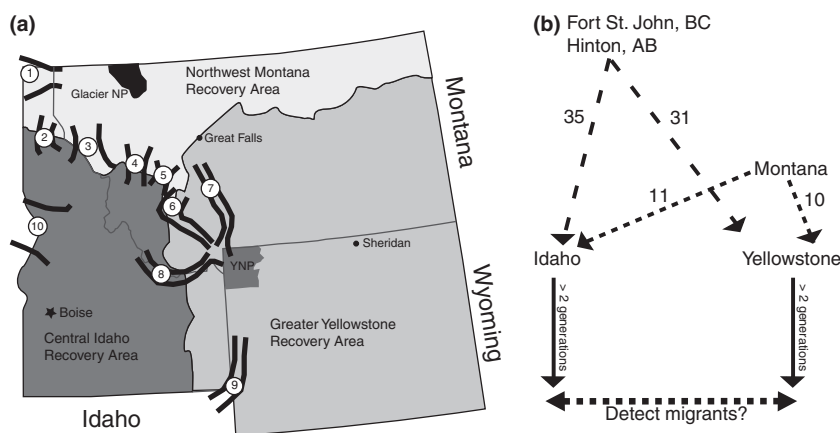 (a)
1
Glacier NP
Northwest Montana
Recovery Area
Montana
2
3
4
5
Great Falls
6
7
10
8
YNP
Sheridan
Wyoming
Boise
Central Idaho
Recovery Area
Greater Yellowstone
Recovery Area
9
Idaho
(b)
Fort St. John, BC
Hinton, AB
35
31
Montana
11
10
Idaho
Yellowstone
> 2 generations
> 2 generations
Detect migrants?